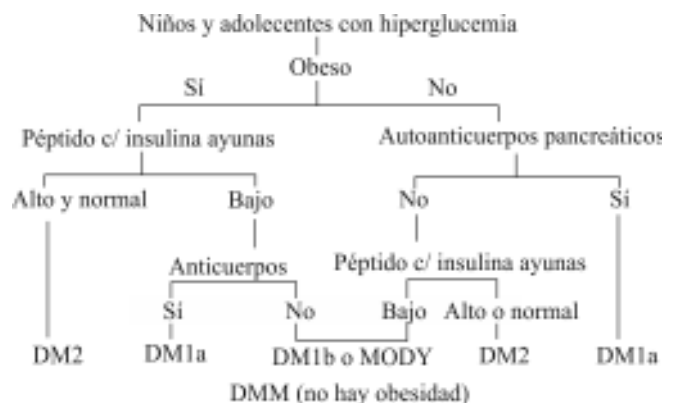 Niños y adolecentes con hiperglucemia
Obeso
Sí No
Péptido c/ insulina ayunas Autoanticuerpos pancreáticos
Alto y normal Bajo No Sí
Anticuerpos Péptido c/ insulina ayunas
Sí No Bajo Alto o normal
DM2 DM1a DM1b o MODY DM2 DM1a
DMM (no hay obesidad)